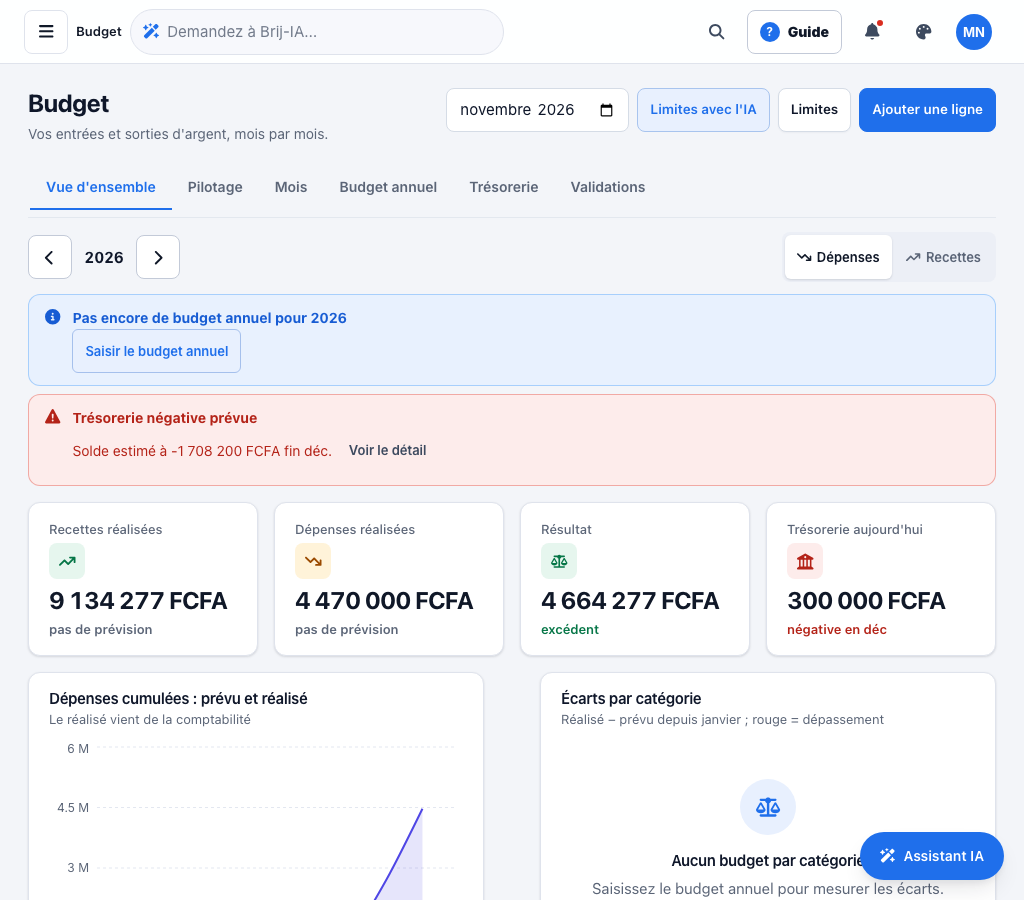 Budget
Demandez à Brij-IA...
? Guide
MN
Budget
Vos entrées et sorties d'argent, mois par mois.
novembre 2026
Limites avec l'IA
Limites
Ajouter une ligne
Vue d'ensemble
Pilotage
Mois
Budget annuel
Trésorerie
Validations
2026
Dépenses
Recettes
Pas encore de budget annuel pour 2026
Saisir le budget annuel
Trésorerie négative prévue
Solde estimé à -1 708 200 FCFA fin déc. Voir le détail
Recettes réalisées
9 134 277 FCFA
pas de prévision
Dépenses réalisées
4 470 000 FCFA
pas de prévision
Résultat
4 664 277 FCFA
excédent
Trésorerie aujourd'hui
300 000 FCFA
négative en déc
Dépenses cumulées : prévu et réalisé
Le réalisé vient de la comptabilité
6 M
4.5 M
3 M
Écarts par catégorie
Réalisé – prévu depuis janvier ; rouge = dépassement
Aucun budget par catégorie
Saisissez le budget annuel pour mesurer les écarts.
Assistant IA